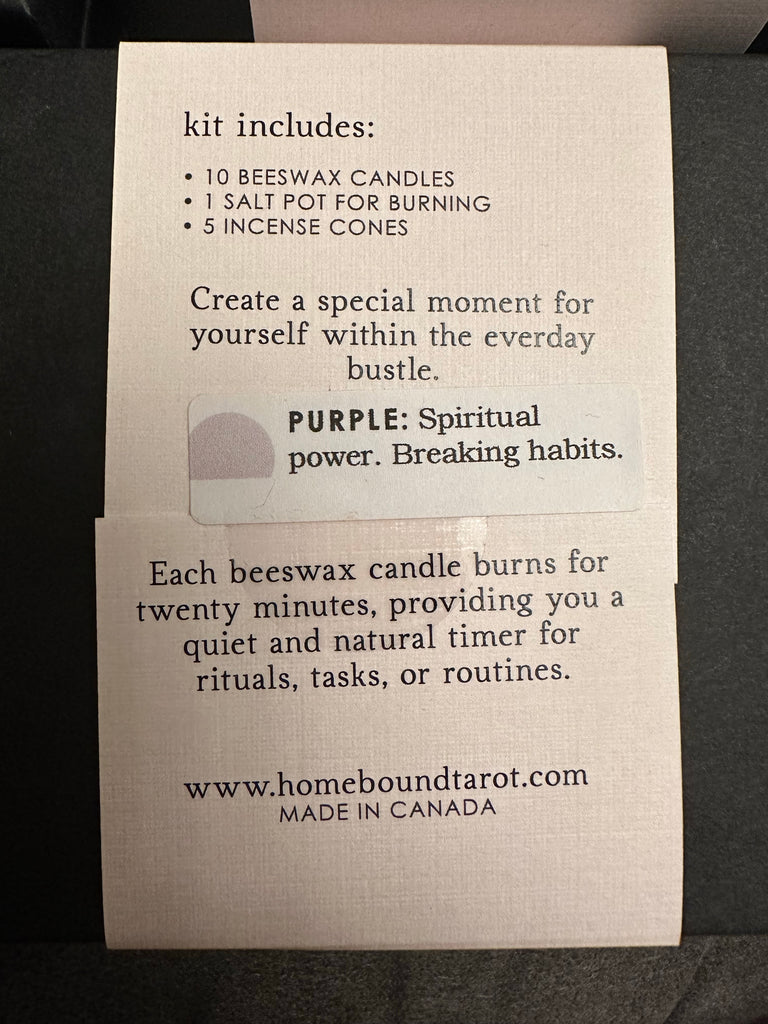 kit includes:
• 10 BEESWAX CANDLES
• 1 SALT POT FOR BURNING
• 5 INCENSE CONES
Create a special moment for
yourself within the everday
bustle.
PURPLE: Spiritual
power. Breaking habits.
Each beeswax candle burns for
twenty minutes, providing you a
quiet and natural timer for
rituals, tasks, or routines.
www.homeboundtarot.com
MADE IN CANADA